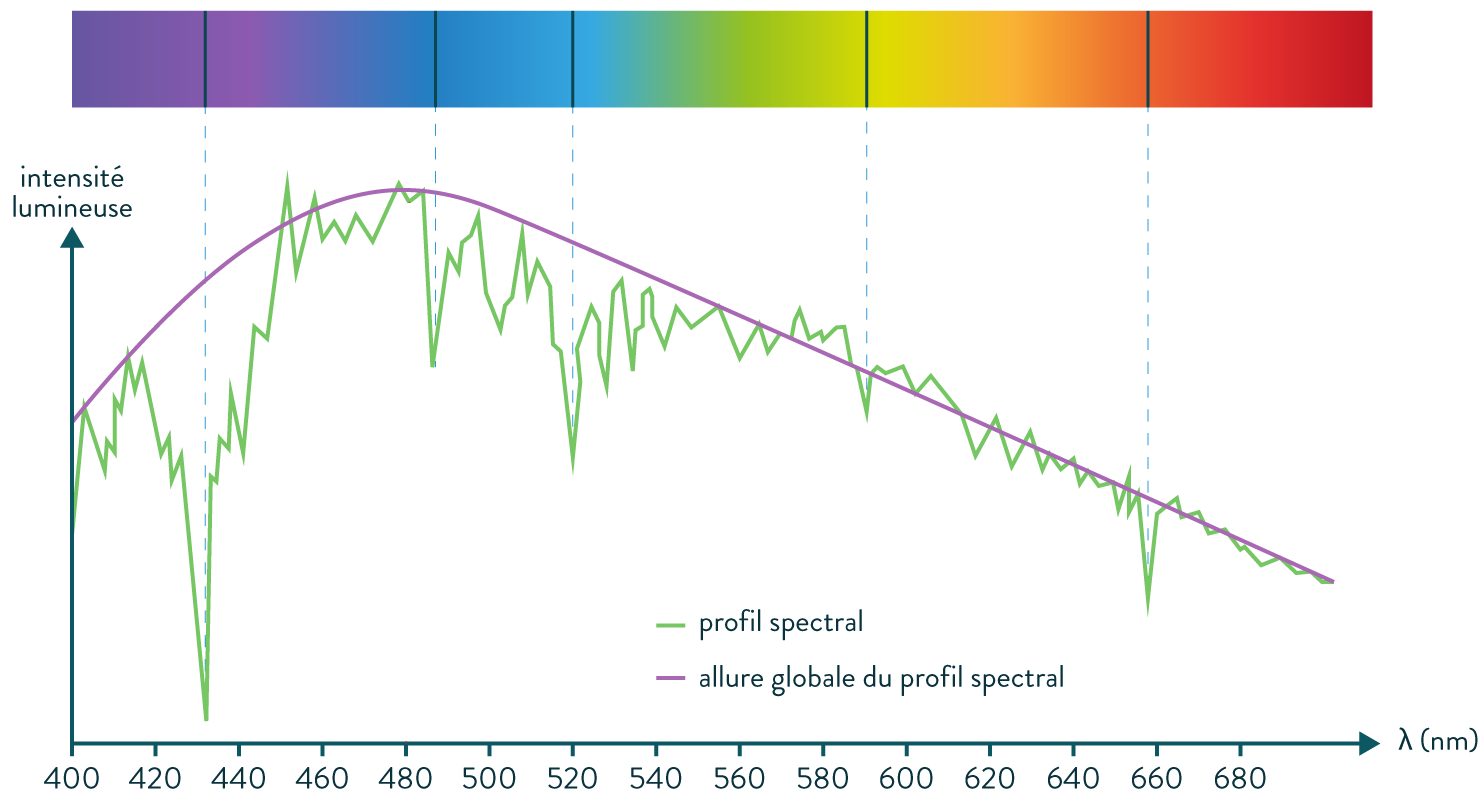 intensité
lumineuse
profil spectral
allure globale du profil spectral
λ (nm)
400 420 440 460 480 500 520 540 560 580 600 620 640 660 680